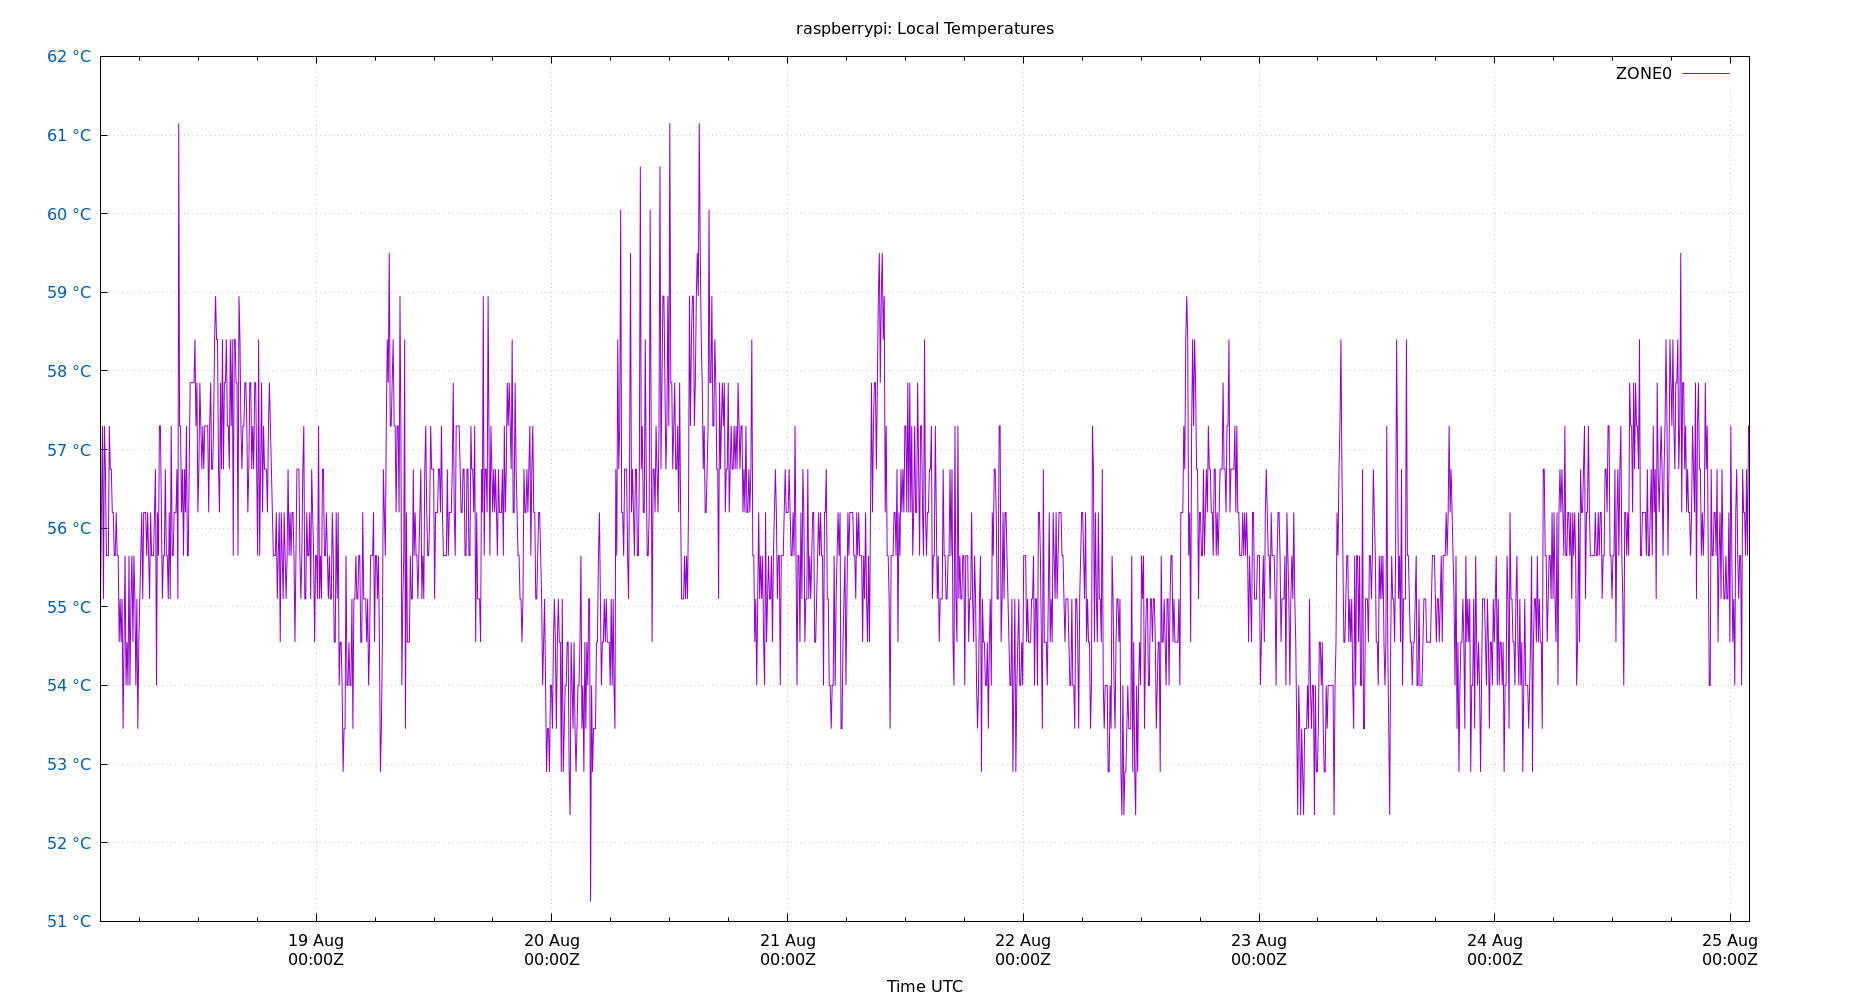 raspberrypi: Local Temperatures
62 °C
ZONE0
61 °C
60 °C
59 °C
58 °C
57 °C
56 °C
55 °C
54 °C
53 °C
52 °C
51 °C
19 Aug 20 Aug 21 Aug 22 Aug 23 Aug 24 Aug 25 Aug
00:00Z 00:00Z 00:00Z 00:00Z 00:00Z 00:00Z 00:00Z
Time UTC